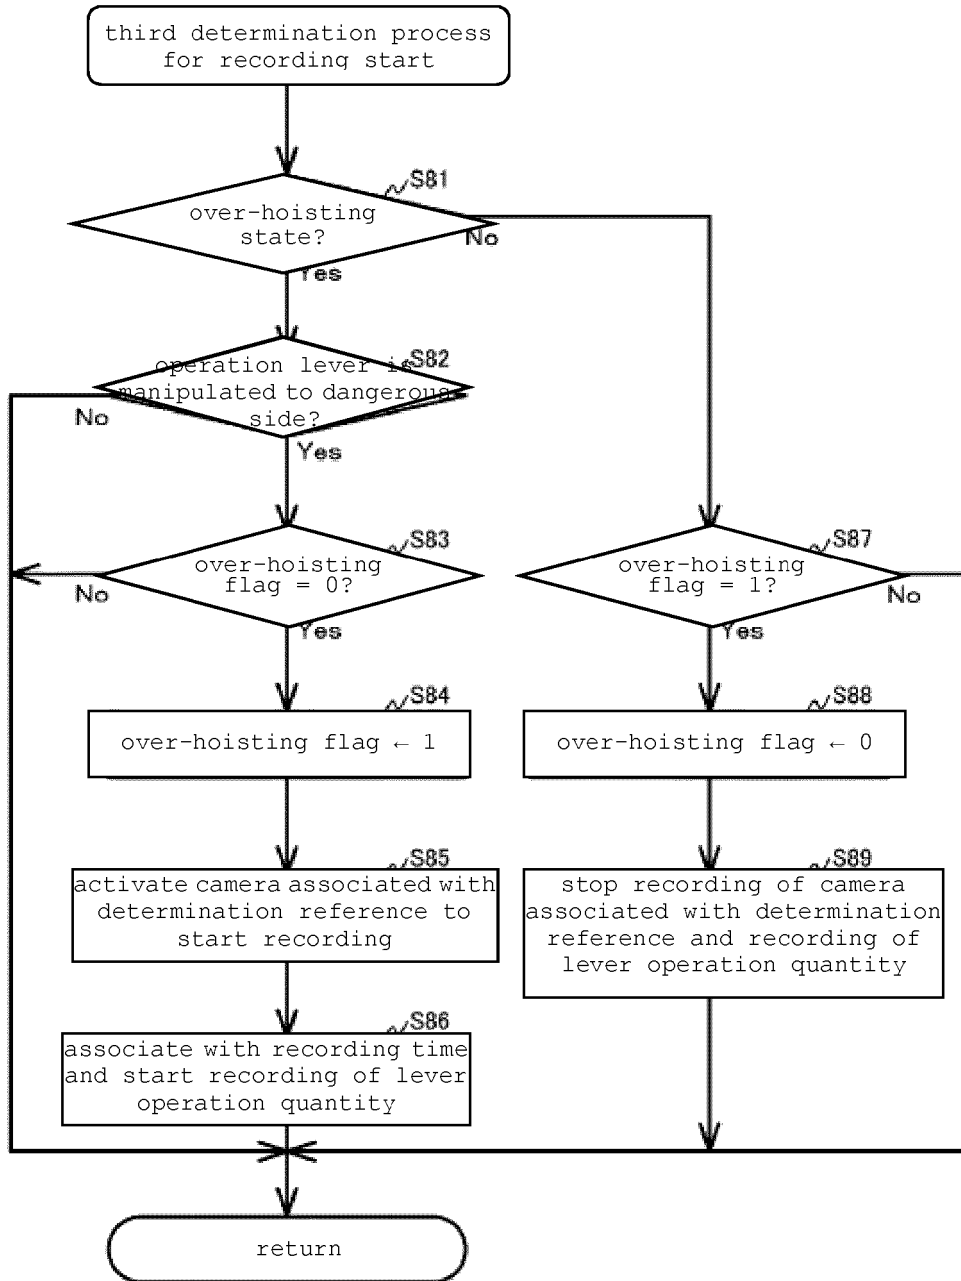 third determination process
for recording start
S81
over-hoisting
state?
No
Yes
S82
operation lever is
manipulated to dangerous
side?
No
Yes
S83
over-hoisting
flag = 0?
No
Yes
S87
over-hoisting
flag = 1?
No
Yes
S84
over-hoisting flag ← 1
S88
over-hoisting flag ← 0
S85
activate camera associated with
determination reference to
start recording
S89
stop recording of camera
associated with determination
reference and recording of
lever operation quantity
S86
associate with recording time
and start recording of lever
operation quantity
return